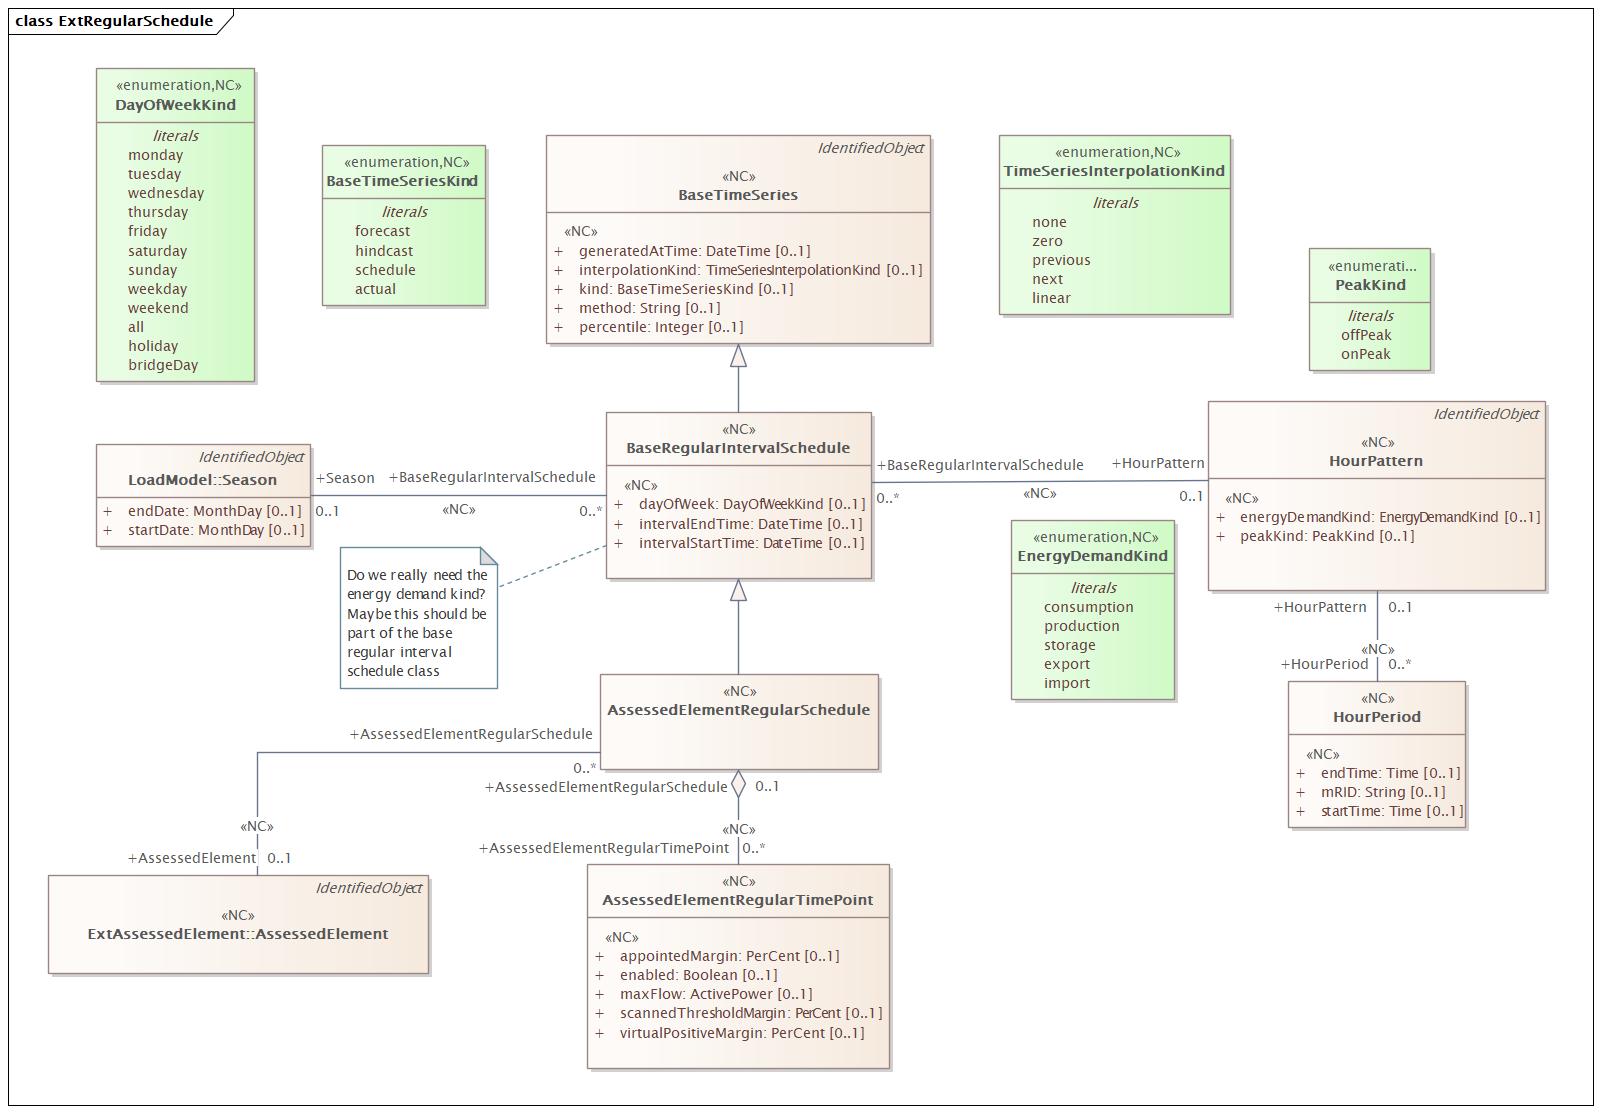 class ExtRegularSchedule
«enumeration,NC»
DayOfWeekKind
literals
monday
tuesday
wednesday
thursday
friday
saturday
sunday
weekday
weekend
all
holiday
bridgeDay
«enumeration,NC»
BaseTimeSeriesKind
literals
forecast
hindcast
schedule
actual
IdentifiedObject
«NC»
BaseTimeSeries
«NC»
+ generatedAtTime: DateTime [0..1]
+ interpolationKind: TimeSeriesInterpolationKind [0..1]
+ kind: BaseTimeSeriesKind [0..1]
+ method: String [0..1]
+ percentile: Integer [0..1]
«enumeration,NC»
TimeSeriesInterpolationKind
literals
none
zero
previous
next
linear
«enumerati...
PeakKind
literals
offPeak
onPeak
IdentifiedObject
LoadModel::Season
+ endDate: MonthDay [0..1]
+ startDate: MonthDay [0..1]
+Season
0..1
«NC»
+BaseRegularIntervalSchedule
0..*
«NC»
BaseRegularIntervalSchedule
«NC»
+ dayOfWeek: DayOfWeekKind [0..1]
+ intervalEndTime: DateTime [0..1]
+ intervalStartTime: DateTime [0..1]
+BaseRegularIntervalSchedule
0..*
«NC»
+HourPattern
0..1
IdentifiedObject
«NC»
HourPattern
«NC»
+ energyDemandKind: EnergyDemandKind [0..1]
+ peakKind: PeakKind [0..1]
Do we really need the
energy demand kind?
Maybe this should be
part of the base
regular interval
schedule class
«enumeration,NC»
EnergyDemandKind
literals
consumption
production
storage
export
import
+HourPattern 0..1
«NC»
+HourPeriod 0..*
«NC»
HourPeriod
«NC»
+ endTime: Time [0..1]
+ mRID: String [0..1]
+ startTime: Time [0..1]
«NC»
AssessedElementRegularSchedule
+AssessedElementRegularSchedule
0..*
+AssessedElementRegularSchedule 0..1
«NC»
«NC»
+AssessedElementRegularTimePoint 0..*
+AssessedElement 0..1
IdentifiedObject
«NC»
ExtAssessedElement::AssessedElement
«NC»
AssessedElementRegularTimePoint
«NC»
+ appointedMargin: PerCent [0..1]
+ enabled: Boolean [0..1]
+ maxFlow: ActivePower [0..1]
+ scannedThresholdMargin: PerCent [0..1]
+ virtualPositiveMargin: PerCent [0..1]